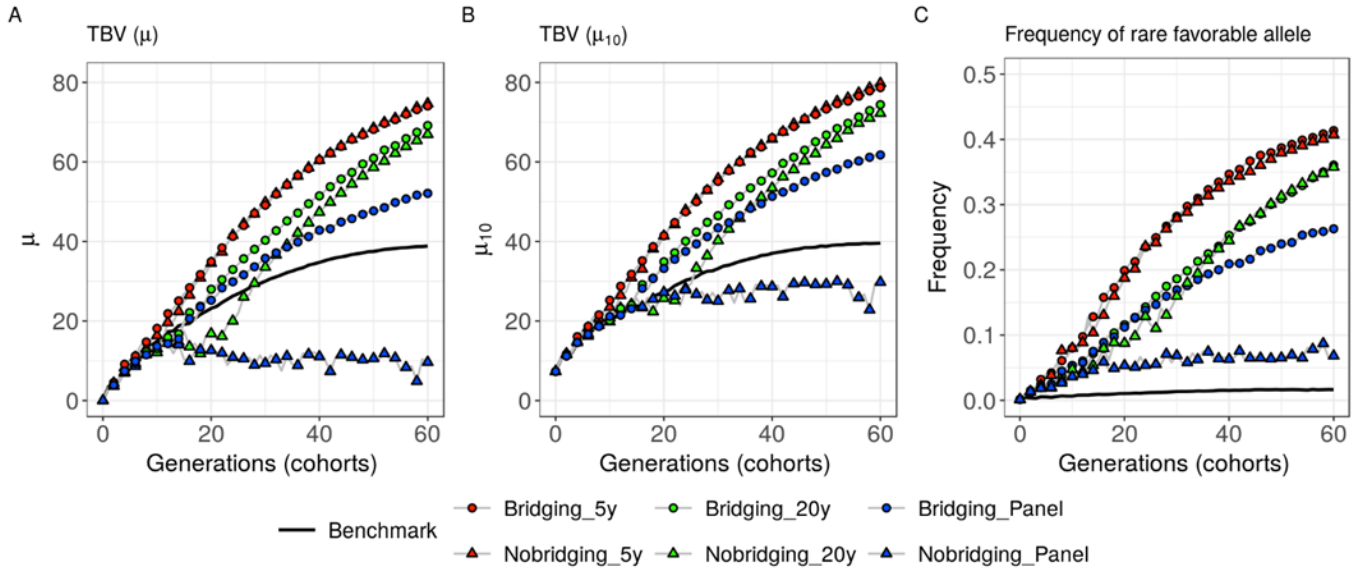 A
TBV (μ)
μ
80
60
40
20
0
0 20 40 60
Generations (cohorts)
B
TBV (μ10)
μ10
80
60
40
20
0
0 20 40 60
Generations (cohorts)
C
Frequency of rare favorable allele
Frequency
0.5
0.4
0.3
0.2
0.1
0.0
0 20 40 60
Generations (cohorts)
Benchmark
Bridging_5y Bridging_20y Bridging_Panel
Nobridging_5y Nobridging_20y Nobridging_Panel